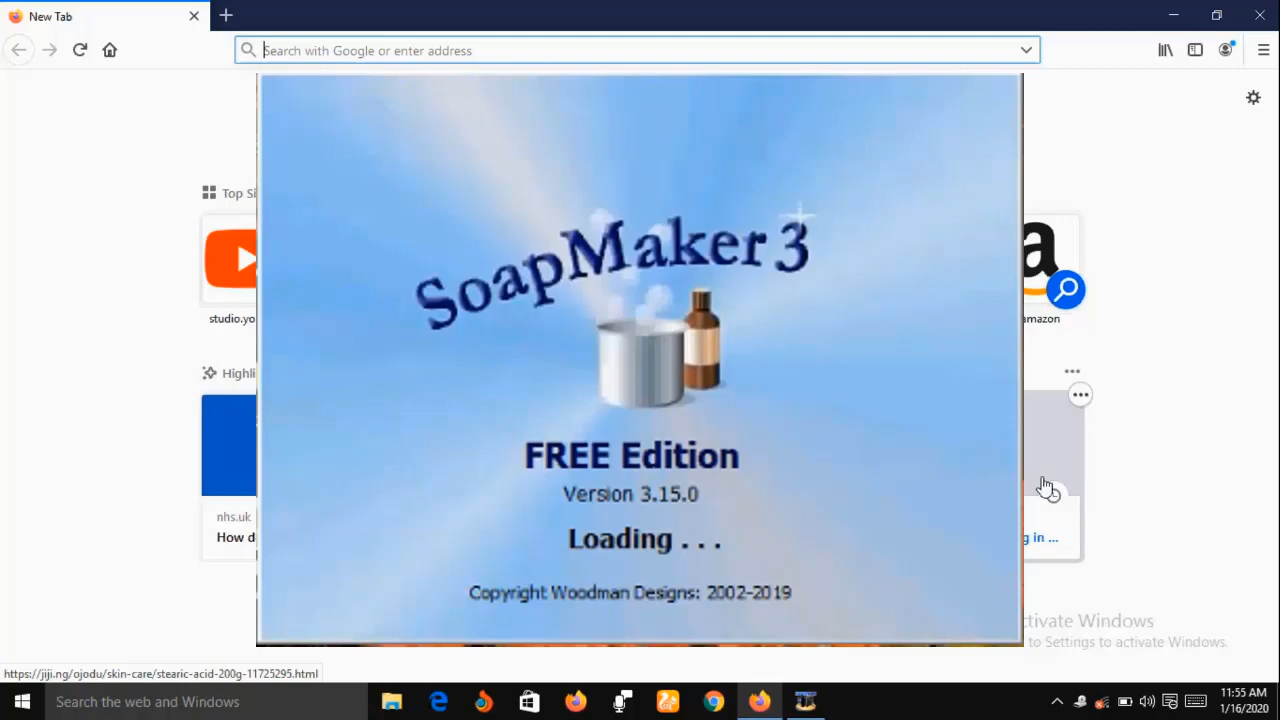 New Tab
Search with Google or enter address
Top Si
SoapMaker 3
studio.yo
amazon
Highli
FREE Edition
Version 3.15.0
nhs.uk
How d
Loading . . .
g in ...
Copyright Woodman Designs: 2002-2019
ctivate Windows
to Settings to activate Windows.
https://jiji.ng/ojodu/skin-care/stearic-acid-200g-11725295.html
Search the web and Windows
11:55 AM
1/16/2020